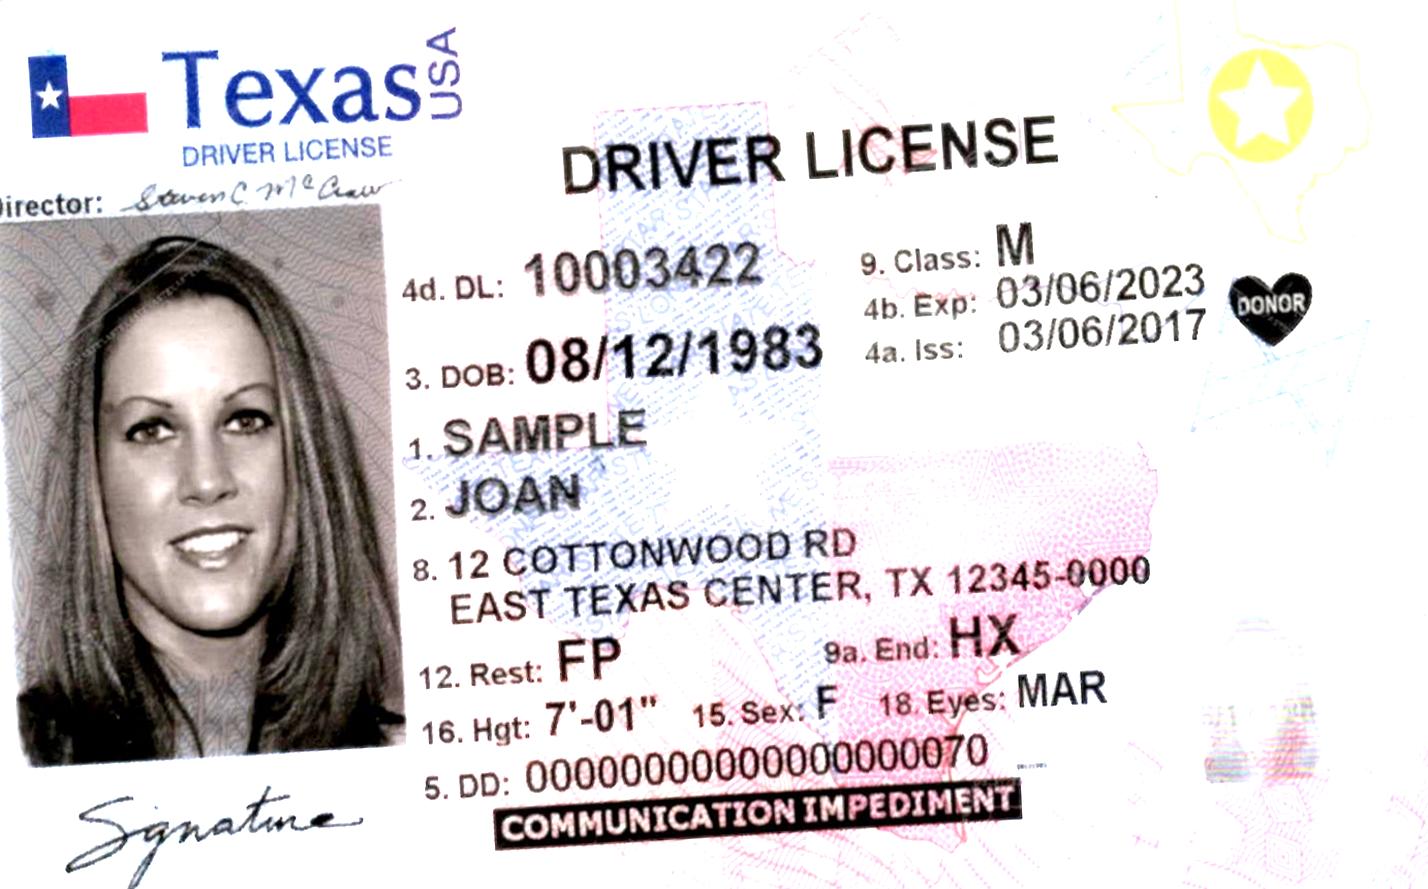 Texas USA
DRIVER LICENSE
Director: Steven C. McCraw
DRIVER LICENSE
4d. DL: 10003422
9. Class: M
4b. Exp: 03/06/2023
4a. Iss: 03/06/2017
DONOR
3. DOB: 08/12/1983
1. SAMPLE
2. JOAN
8. 12 COTTONWOOD RD
EAST TEXAS CENTER, TX 12345-0000
12. Rest: FP
9a. End: HX
16. Hgt: 7'-01" 15. Sex: F 18. Eyes: MAR
5. DD: 00000000000000000070
COMMUNICATION IMPEDIMENT
Signature